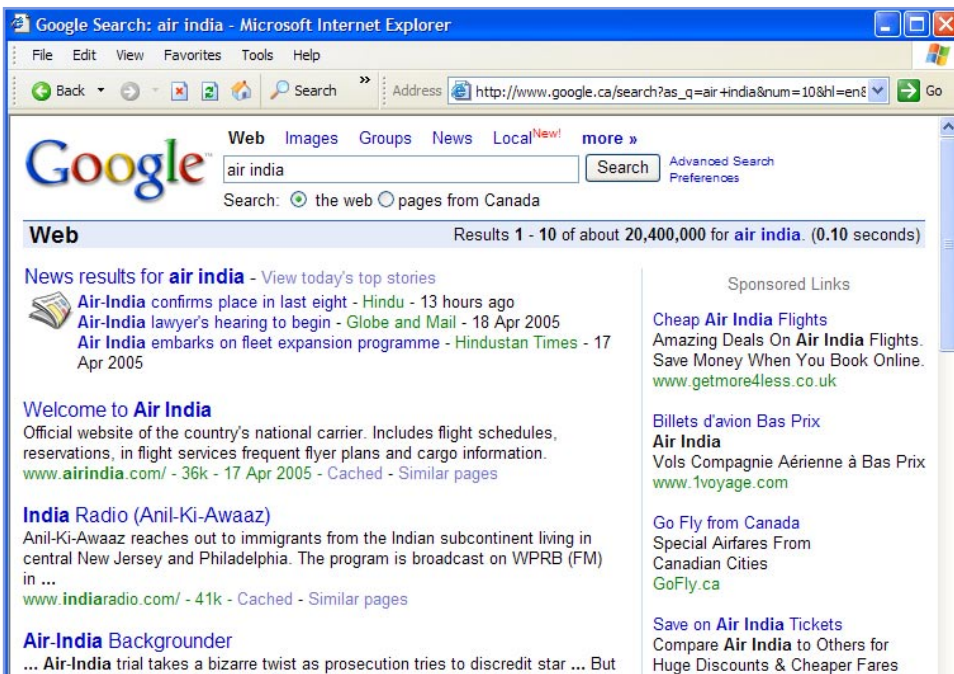 Google Search: air india - Microsoft Internet Explorer
File Edit View Favorites Tools Help
Back Search » Address http://www.google.ca/search?as_q=air+india&num=10&hl=en& Go
Web Images Groups News Local New! more »
Google™
air india Search Advanced Search
Preferences
Search: the web pages from Canada
Web Results 1 - 10 of about 20,400,000 for air india. (0.10 seconds)
News results for air india - View today's top stories
Air-India confirms place in last eight - Hindu - 13 hours ago
Air-India lawyer's hearing to begin - Globe and Mail - 18 Apr 2005
Air India embarks on fleet expansion programme - Hindustan Times - 17
Apr 2005
Welcome to Air India
Official website of the country's national carrier. Includes flight schedules,
reservations, in flight services frequent flyer plans and cargo information.
www.airindia.com/ - 36k - 17 Apr 2005 - Cached - Similar pages
India Radio (Anil-Ki-Awaaz)
Anil-Ki-Awaaz reaches out to immigrants from the Indian subcontinent living in
central New Jersey and Philadelphia. The program is broadcast on WPRB (FM)
in ...
www.indiaradio.com/ - 41k - Cached - Similar pages
Air-India Backgrounder
... Air-India trial takes a bizarre twist as prosecution tries to discredit star ... But
Sponsored Links
Cheap Air India Flights
Amazing Deals On Air India Flights.
Save Money When You Book Online.
www.getmore4less.co.uk
Billets d'avion Bas Prix
Air India
Vols Compagnie Aérienne à Bas Prix
www.1voyage.com
Go Fly from Canada
Special Airfares From
Canadian Cities
GoFly.ca
Save on Air India Tickets
Compare Air India to Others for
Huge Discounts & Cheaper Fares